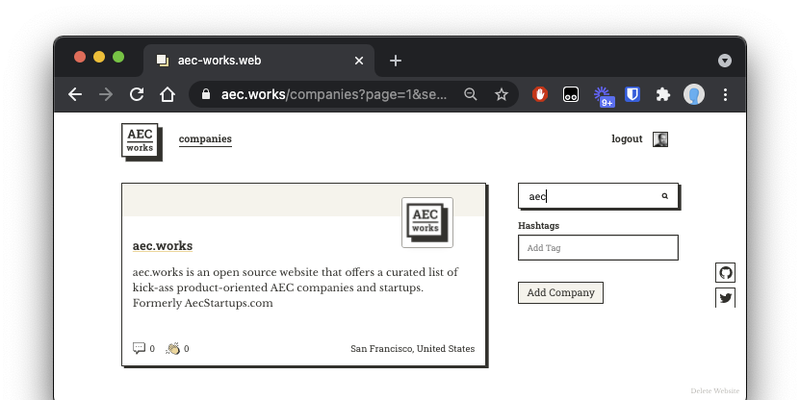 aec-works.web
aec.works/companies?page=1&se...
9+
AEC
works
companies
logout
aec
AEC
works
Hashtags
aec.works
Add Tag
aec.works is an open source website that offers a curated list of
kick-ass product-oriented AEC companies and startups.
Formerly AecStartups.com
Add Company
0
0
San Francisco, United States
Delete Website